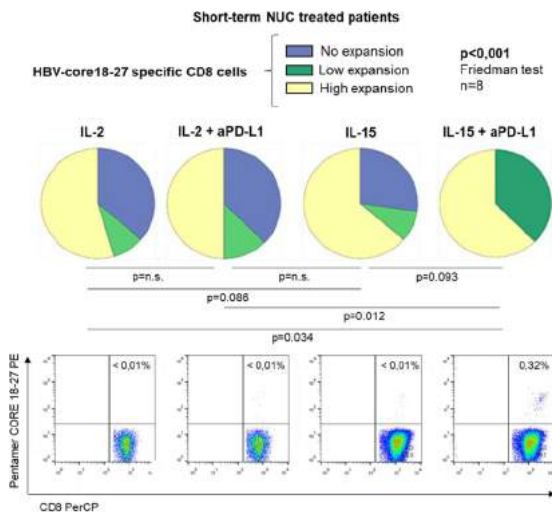 Short-term NUC treated patients
HBV-core18-27 specific CD8 cells
No expansion
Low expansion
High expansion
p<0,001
Friedman test
n=8
IL-2
IL-2 + aPD-L1
IL-15
IL-15 + aPD-L1
p=n.s.
p=n.s.
p=0.093
p=0.086
p=0.012
p=0.034
Pentamer CORE 18-27 PE
< 0,01%
< 0,01%
< 0,01%
0,32%
CD8 PerCP